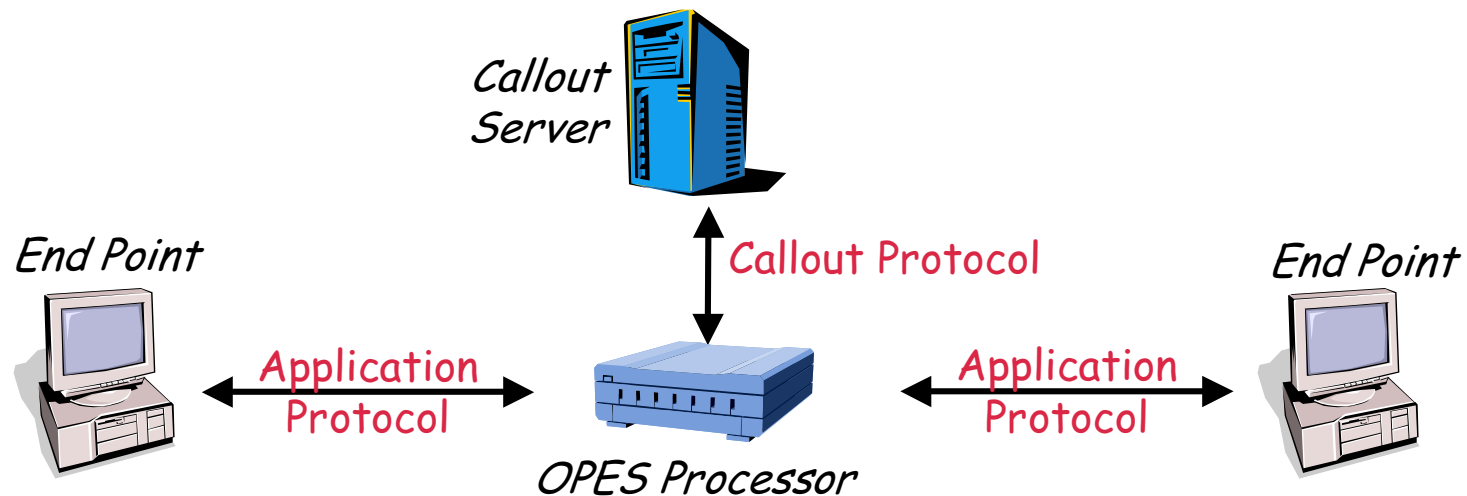 Callout
Server
Callout Protocol
End Point
End Point
Application
Protocol
Application
Protocol
OPES Processor